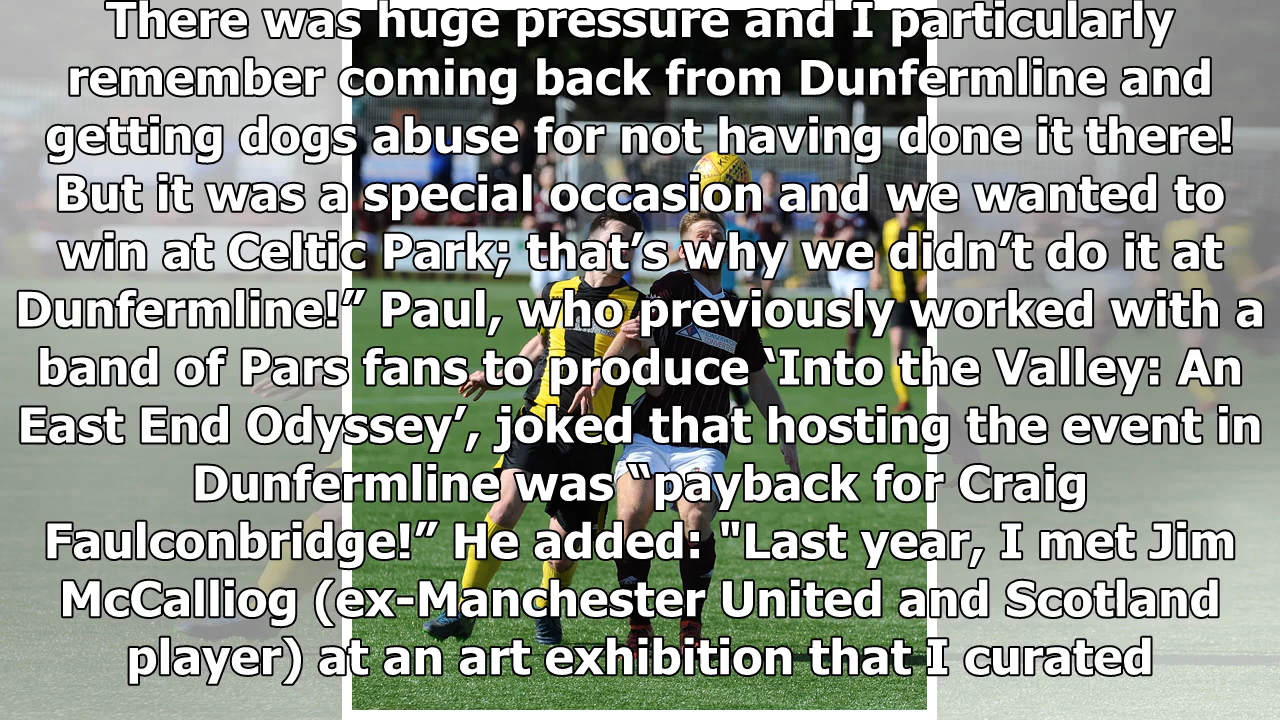 There was huge pressure and I particularly
remember coming back from Dunfermline and
getting dogs abuse for not having done it there!
But it was a special occasion and we wanted to
win at Celtic Park; that’s why we didn’t do it at
Dunfermline!” Paul, who previously worked with a
band of Pars fans to produce ‘Into the Valley: An
East End Odyssey’, joked that hosting the event in
Dunfermline was “payback for Craig
Faulconbridge!” He added: "Last year, I met Jim
McCalliog (ex-Manchester United and Scotland
player) at an art exhibition that I curated